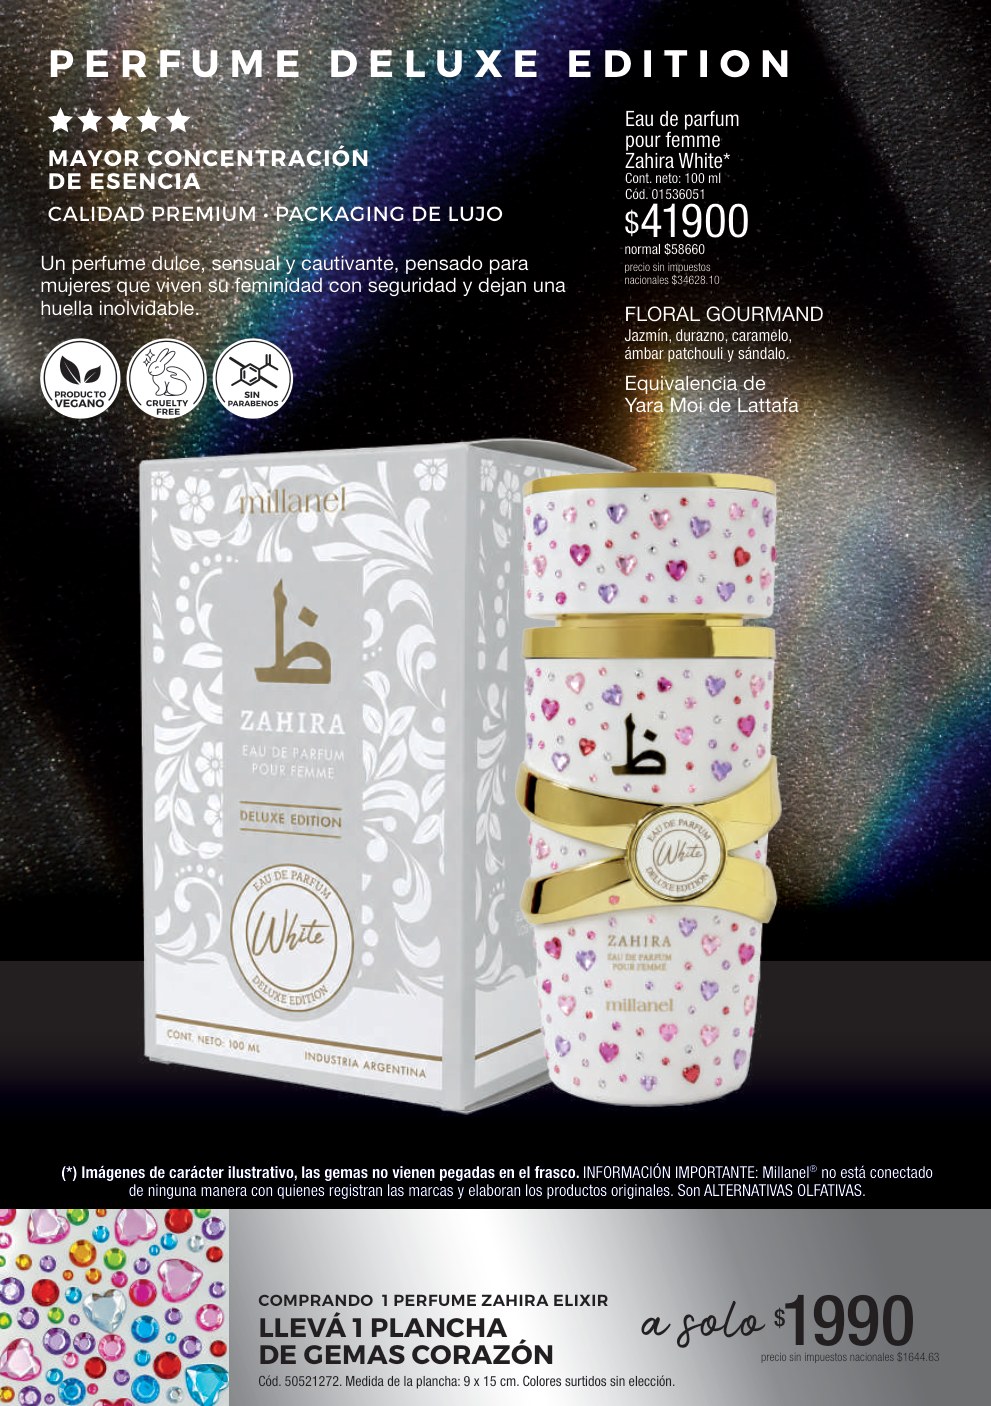 PERFUME DELUXE EDITION
MAYOR CONCENTRACIÓN
DE ESENCIA
CALIDAD PREMIUM · PACKAGING DE LUJO
Un perfume dulce, sensual y cautivante, pensado para
mujeres que viven su feminidad con seguridad y dejan una
huella inolvidable.
PRODUCTO
VEGANO
CRUELTY
FREE
SIN
PARABENOS
Eau de parfum
pour femme
Zahira White*
Cont. neto: 100 ml
Cód. 01536051
$41900
normal $58660
precio sin impuestos
nacionales $34628.10
FLORAL GOURMAND
Jazmín, durazno, caramelo,
ámbar patchouli y sándalo.
Equivalencia de
Yara Moi de Lattafa
millanel
ظ
ZAHIRA
EAU DE PARFUM
POUR FEMME
DELUXE EDITION
EAU DE PARFUM
White
DELUXE EDITION
CONT. NETO: 100 ML
INDUSTRIA ARGENTINA
ظ
EAU DE PARFUM
White
DELUXE EDITION
ZAHIRA
EAU DE PARFUM
POUR FEMME
millanel
(*) Imágenes de carácter ilustrativo, las gemas no vienen pegadas en el frasco. INFORMACIÓN IMPORTANTE: Millanel® no está conectado
de ninguna manera con quienes registran las marcas y elaboran los productos originales. Son ALTERNATIVAS OLFATIVAS.
COMPRANDO 1 PERFUME ZAHIRA ELIXIR
LLEVÁ 1 PLANCHA
DE GEMAS CORAZÓN
Cód. 50521272. Medida de la plancha: 9 x 15 cm. Colores surtidos sin elección.
a solo $1990
precio sin impuestos nacionales $1644.63